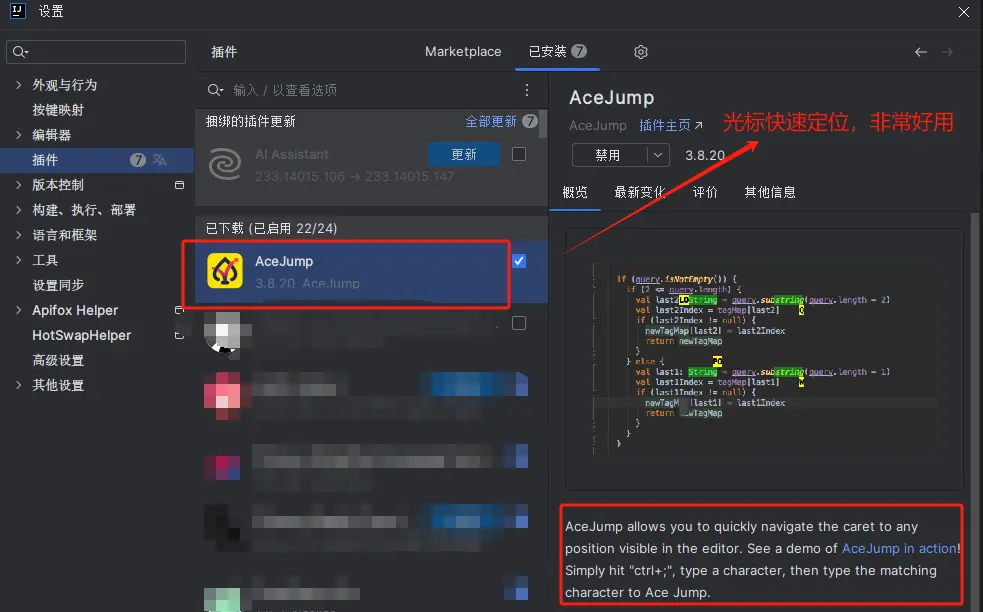 设置
插件
Marketplace
已安装 7
外观与行为
按键映射
编辑器
插件 7
版本控制
构建、执行、部署
语言和框架
工具
设置同步
Apifox Helper
HotSwapHelper
高级设置
其他设置
输入 / 以查看选项
捆绑的插件更新
全部更新 7
AI Assistant
更新
233.14015.106 → 233.14015.147
已下载 (已启用 22/24)
AceJump
3.8.20 AceJump
AceJump
AceJump 插件主页 ↗
光标快速定位，非常好用
禁用
3.8.20
概览
最新变化
评价
其他信息
if (query.isNotEmpty()) {
if (2 <= query.length) {
String = query.substring(query.length - 2)
val last2Index = tagMap[last2]
if (last2Index != null) {
newTagMap[last2] = last2Index
return newTagMap
}
} else {
val last1: String = query.substring(query.length - 1)
val last1Index = tagMap[last1]
if (last1Index != null) {
[last1] = last1Index
return
}
}
}
AceJump allows you to quickly navigate the caret to any
position visible in the editor. See a demo of AceJump in action!
Simply hit "ctrl+;", type a character, then type the matching
character to Ace Jump.